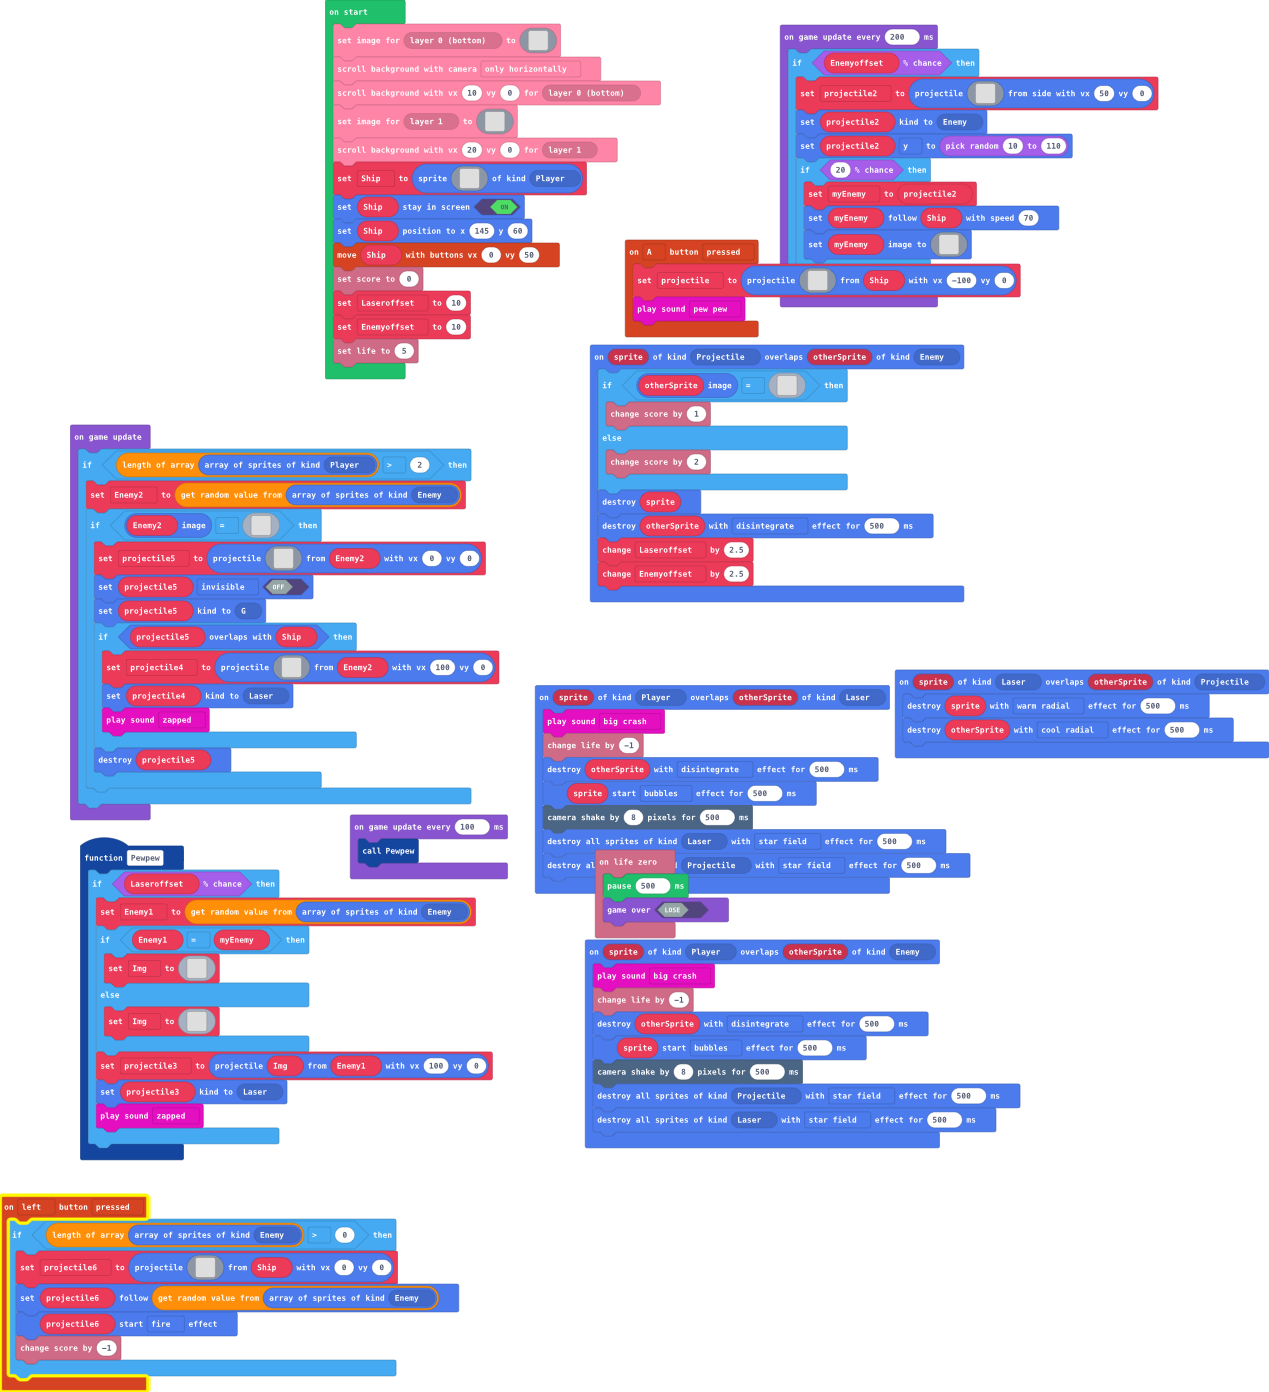 on start
set image for layer 0 (bottom) to
scroll background with camera only horizontally
scroll background with vx 10 vy 0 for layer 0 (bottom)
set image for layer 1 to
scroll background with vx 20 vy 0 for layer 1
set Ship to sprite of kind Player
set Ship stay in screen ON
set Ship position to x 145 y 60
move Ship with buttons vx 0 vy 50
set score to 0
set Laseroffset to 10
set Enemyoffset to 10
set life to 5
on game update every 200 ms
if Enemyoffset % chance then
set projectile2 to projectile from side with vx 50 vy 0
set projectile2 kind to Enemy
set projectile2 y to pick random 10 to 110
if 20 % chance then
set myEnemy to projectile2
set myEnemy follow Ship with speed 70
set myEnemy image to
on A button pressed
set projectile to projectile from Ship with vx -100 vy 0
play sound pew pew
on sprite of kind Projectile overlaps otherSprite of kind Enemy
if otherSprite image = then
change score by 1
else
change score by 2
destroy sprite
destroy otherSprite with disintegrate effect for 500 ms
change Laseroffset by 2.5
change Enemyoffset by 2.5
on game update
if length of array array of sprites of kind Player > 2 then
set Enemy2 to get random value from array of sprites of kind Enemy
if Enemy2 image = then
set projectile5 to projectile from Enemy2 with vx 0 vy 0
set projectile5 invisible OFF
set projectile5 kind to G
if projectile5 overlaps with Ship then
set projectile4 to projectile from Enemy2 with vx 100 vy 0
set projectile4 kind to Laser
play sound zapped
destroy projectile5
on sprite of kind Laser overlaps otherSprite of kind Projectile
destroy sprite with warm radial effect for 500 ms
destroy otherSprite with cool radial effect for 500 ms
on sprite of kind Player overlaps otherSprite of kind Laser
play sound big crash
change life by -1
destroy otherSprite with disintegrate effect for 500 ms
sprite start bubbles effect for 500 ms
camera shake by 8 pixels for 500 ms
destroy all sprites of kind Laser with star field effect for 500 ms
destroy al Projectile with star field effect for 500 ms
on life zero
pause 500 ms
game over LOSE
on game update every 100 ms
call Pewpew
function Pewpew
if Laseroffset % chance then
set Enemy1 to get random value from array of sprites of kind Enemy
if Enemy1 = myEnemy then
set Img to
else
set Img to
set projectile3 to projectile Img from Enemy1 with vx 100 vy 0
set projectile3 kind to Laser
play sound zapped
on sprite of kind Player overlaps otherSprite of kind Enemy
play sound big crash
change life by -1
destroy otherSprite with disintegrate effect for 500 ms
sprite start bubbles effect for 500 ms
camera shake by 8 pixels for 500 ms
destroy all sprites of kind Projectile with star field effect for 500 ms
destroy all sprites of kind Laser with star field effect for 500 ms
on left button pressed
if length of array array of sprites of kind Enemy > 0 then
set projectile6 to projectile from Ship with vx 0 vy 0
set projectile6 follow get random value from array of sprites of kind Enemy
projectile6 start fire effect
change score by -1